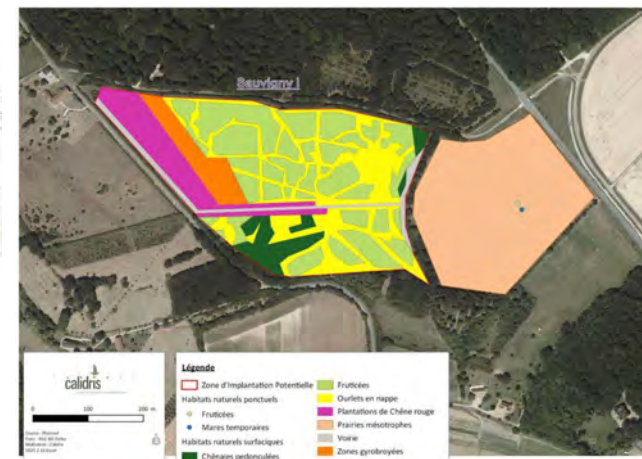 Sauvigny I
calidris
0 100 200 m
Légende
Zone d'Implantation Potentielle
Habitats naturels ponctuels
Fruticées
Mares temporaires
Habitats naturels surfaciques
Chênaies pedonculées
Fruticées
Ourlets en nappe
Plantations de Chêne rouge
Prairies mésotrophes
Voirie
Zones gyrobroyées